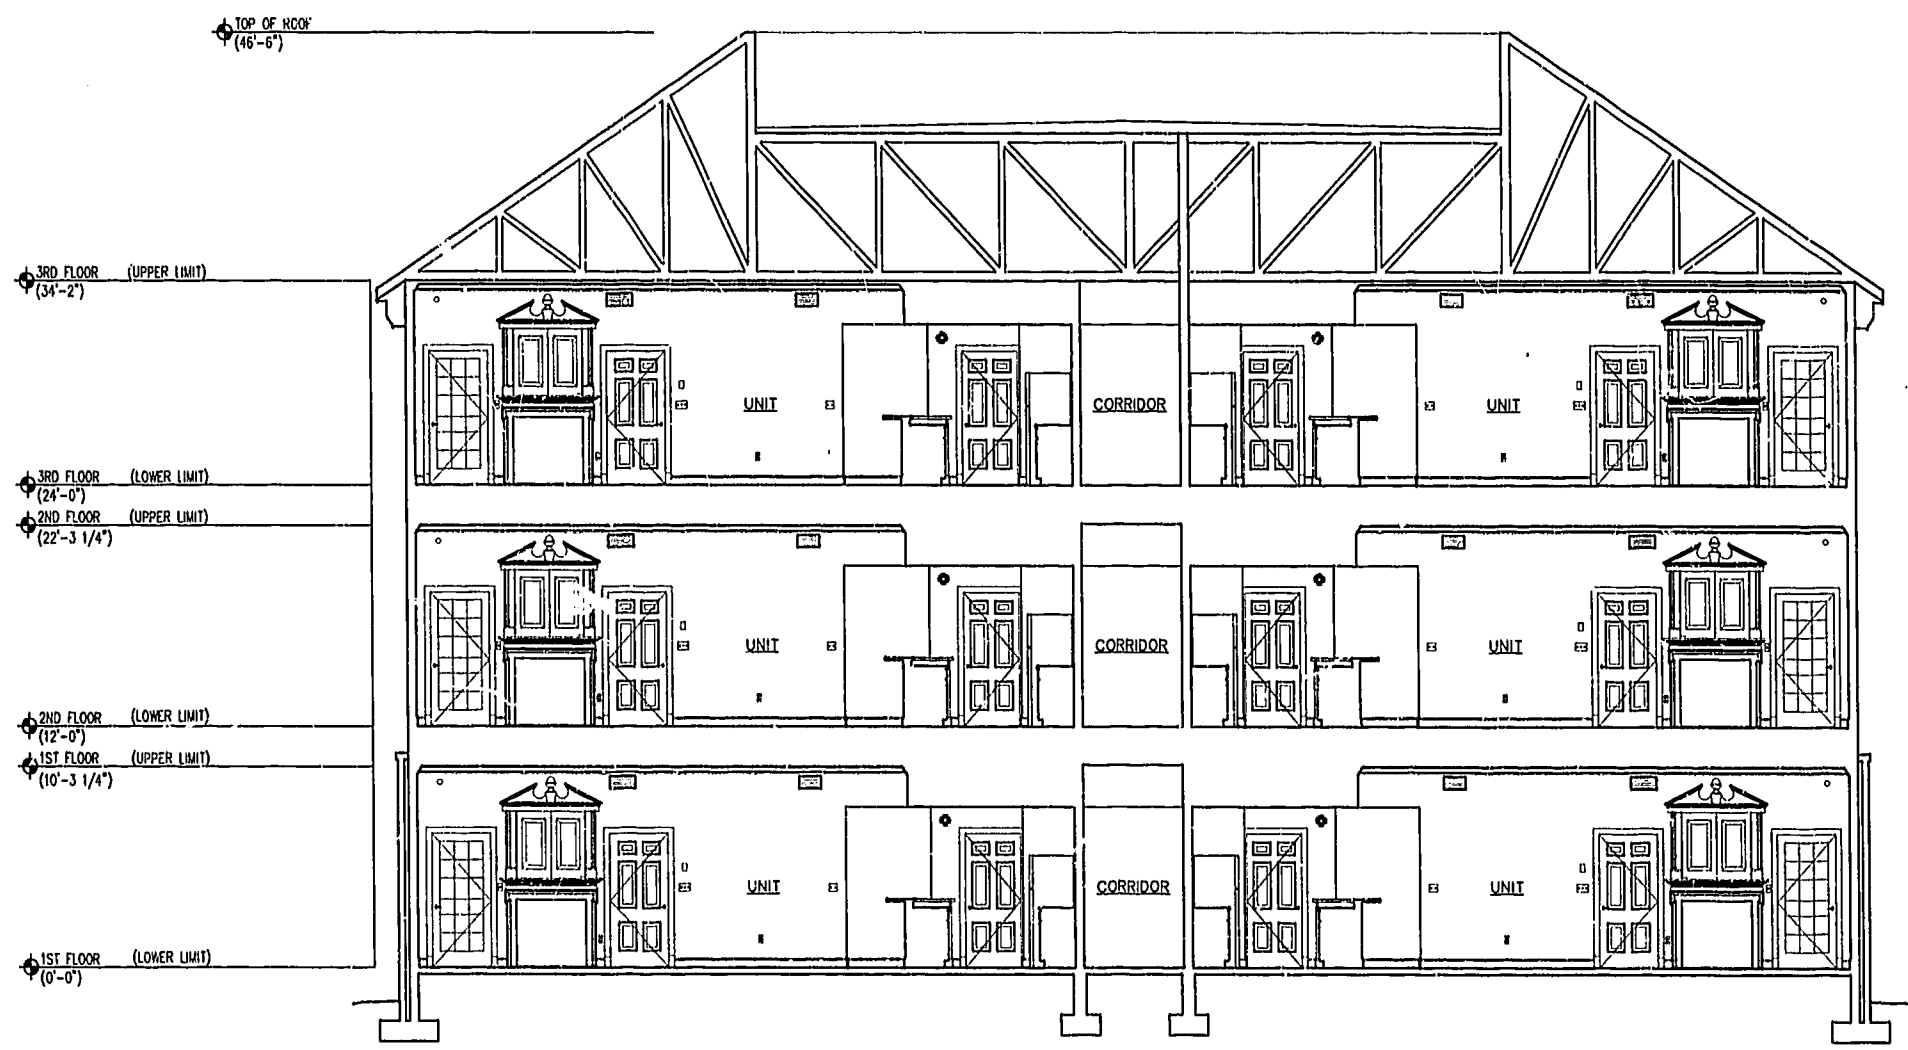 TOP OF ROOF
(46'-6")
3RD FLOOR (UPPER LIMIT)
(34'-2")
UNIT CORRIDOR UNIT
3RD FLOOR (LOWER LIMIT)
(24'-0")
2ND FLOOR (UPPER LIMIT)
(22'-3 1/4")
UNIT CORRIDOR UNIT
2ND FLOOR (LOWER LIMIT)
(12'-0")
1ST FLOOR (UPPER LIMIT)
(10'-3 1/4")
UNIT CORRIDOR UNIT
1ST FLOOR (LOWER LIMIT)
(0'-0")